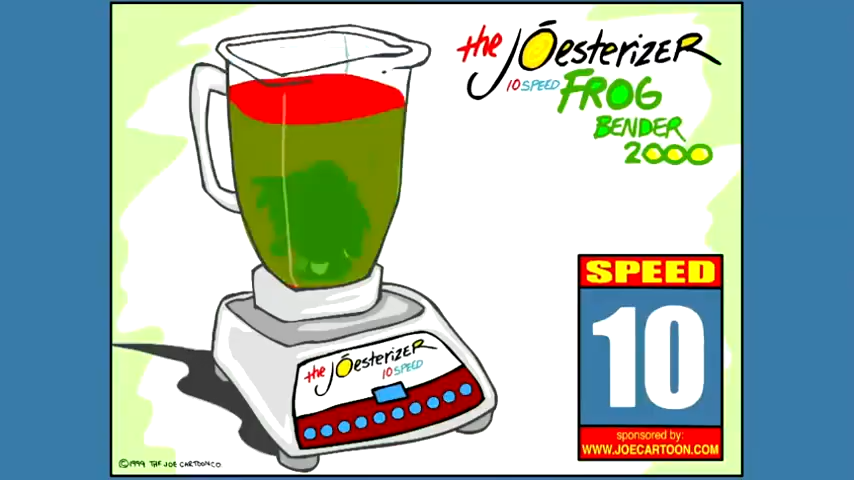 the JOesterizer
10 SPEED FROG
BENDER
2000
SPEED
10
sponsored by:
WWW.JOECARTOON.COM
the JOesterizer
10 SPEED
©1999 THE JOE CARTOON CO